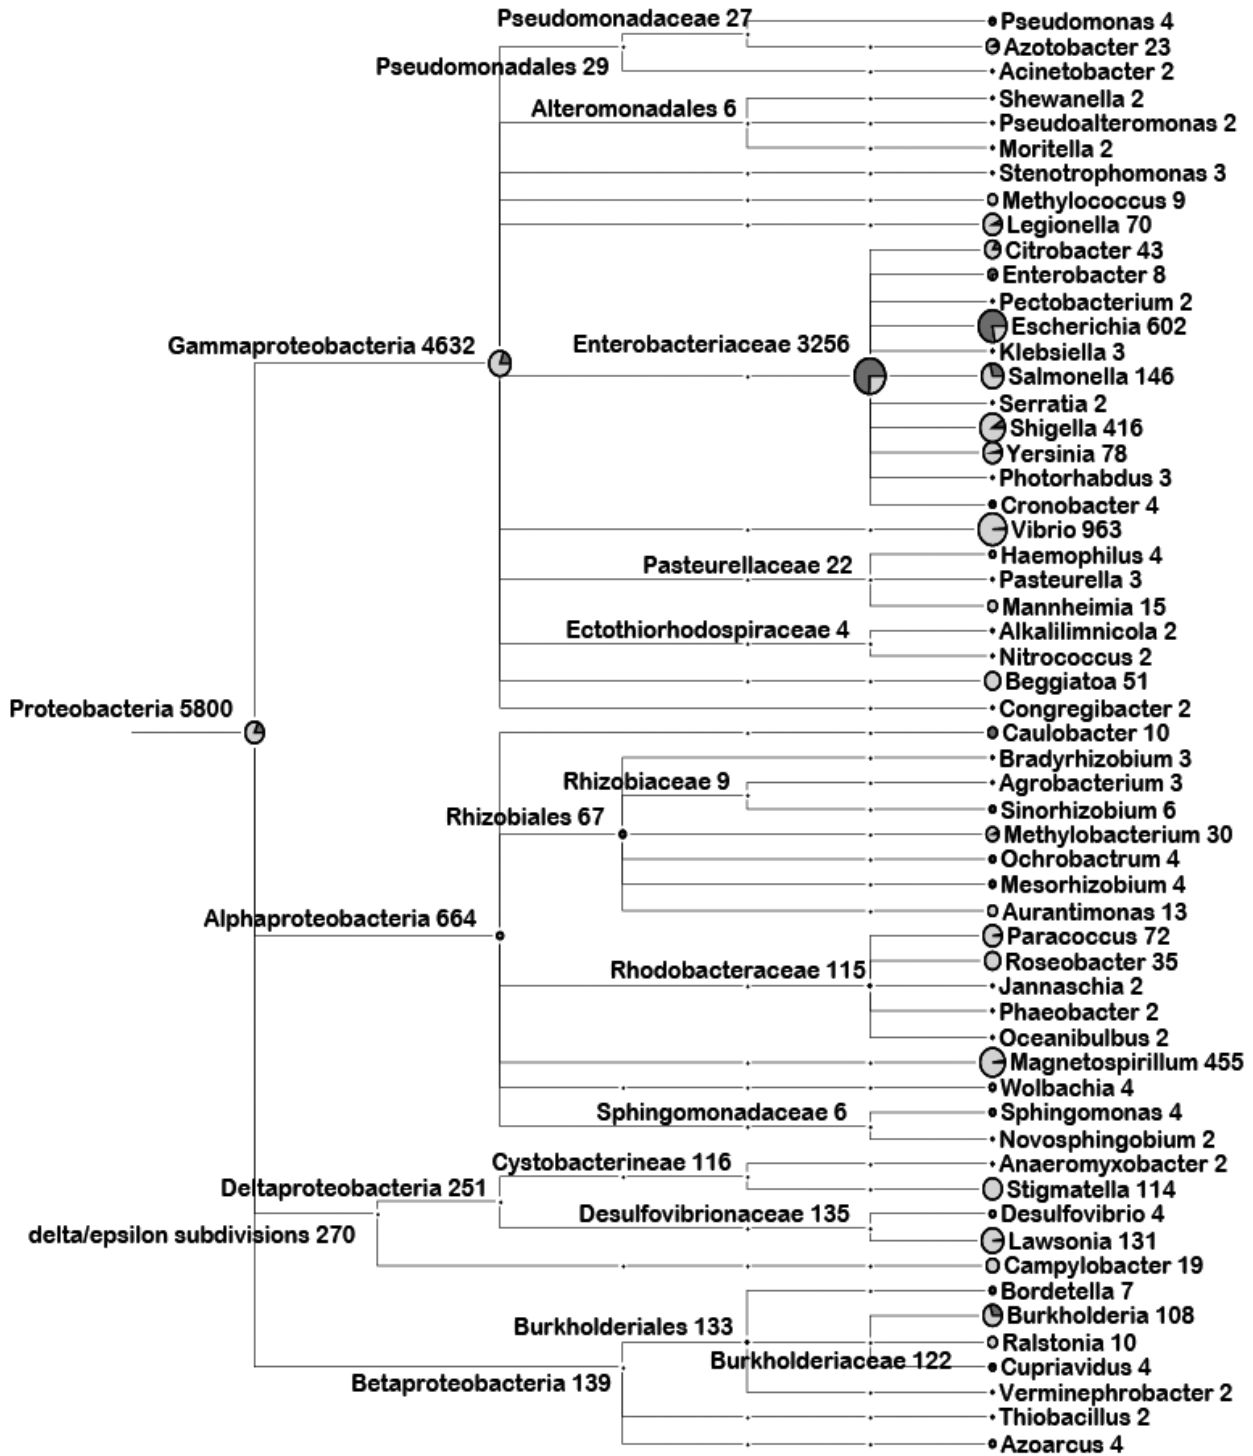 Pseudomonadaceae 27
Pseudomonas 4
Azotobacter 23
Pseudomonadales 29
Acinetobacter 2
Shewanella 2
Alteromonadales 6
Pseudoalteromonas 2
Moritella 2
Stenotrophomonas 3
Methylococcus 9
Legionella 70
Citrobacter 43
Enterobacter 8
Pectobacterium 2
Escherichia 602
Gammaproteobacteria 4632
Enterobacteriaceae 3256
Klebsiella 3
Salmonella 146
Serratia 2
Shigella 416
Yersinia 78
Photorhabdus 3
Cronobacter 4
Vibrio 963
Haemophilus 4
Pasteurellaceae 22
Pasteurella 3
Mannheimia 15
Ectothiorhodospiraceae 4
Alkalilimnicola 2
Nitrococcus 2
Beggiatoa 51
Proteobacteria 5800
Congregibacter 2
Caulobacter 10
Bradyrhizobium 3
Rhizobiaceae 9
Agrobacterium 3
Sinorhizobium 6
Rhizobiales 67
Methylobacterium 30
Ochrobactrum 4
Mesorhizobium 4
Aurantimonas 13
Alphaproteobacteria 664
Paracoccus 72
Roseobacter 35
Rhodobacteraceae 115
Jannaschia 2
Phaeobacter 2
Oceanibulbus 2
Magnetospirillum 455
Wolbachia 4
Sphingomonadaceae 6
Sphingomonas 4
Novosphingobium 2
Cystobacterineae 116
Anaeromyxobacter 2
Deltaproteobacteria 251
Stigmatella 114
Desulfovibrionaceae 135
Desulfovibrio 4
delta/epsilon subdivisions 270
Lawsonia 131
Campylobacter 19
Bordetella 7
Burkholderiales 133
Burkholderia 108
Ralstonia 10
Burkholderiaceae 122
Cupriavidus 4
Betaproteobacteria 139
Verminephrobacter 2
Thiobacillus 2
Azoarcus 4